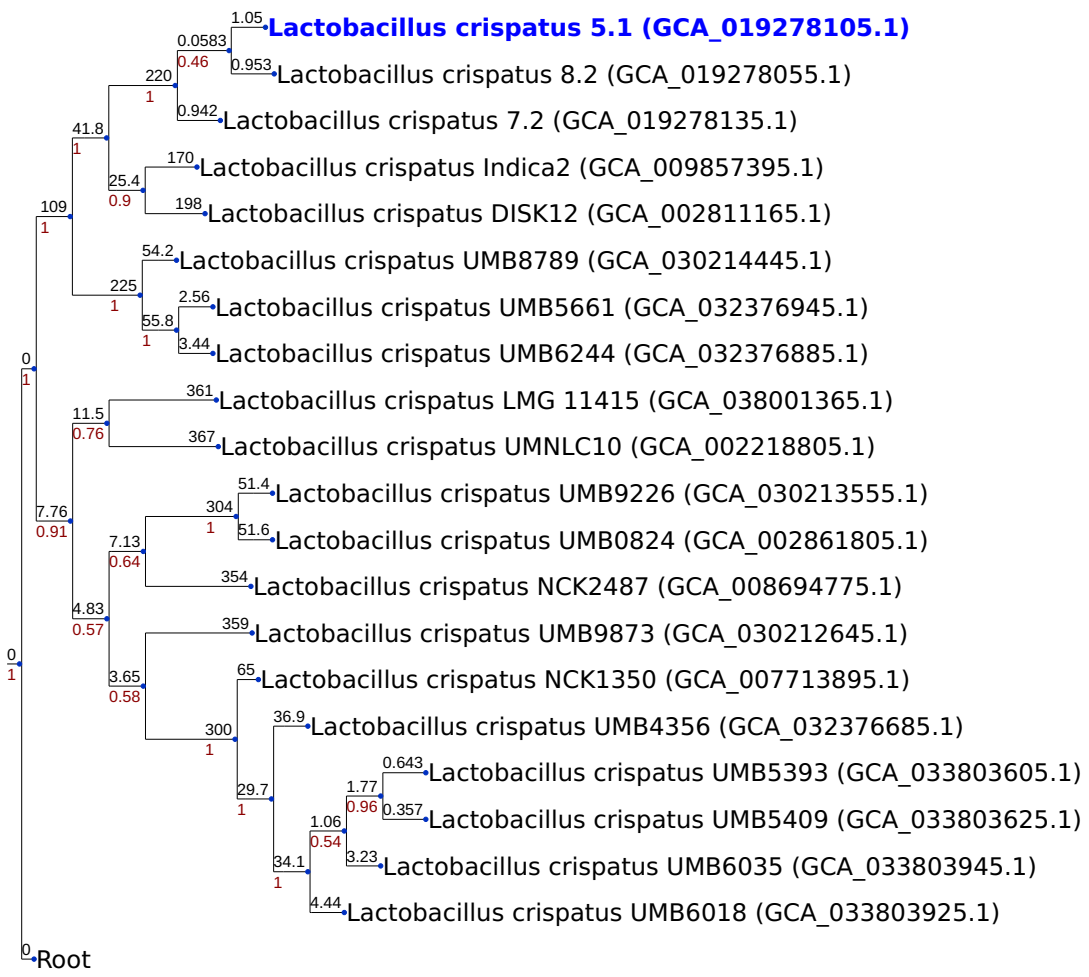 1.05
Lactobacillus crispatus 5.1 (GCA_019278105.1)
0.0583
0.46
0.953
Lactobacillus crispatus 8.2 (GCA_019278055.1)
220
1
0.942
Lactobacillus crispatus 7.2 (GCA_019278135.1)
41.8
1
170
Lactobacillus crispatus Indica2 (GCA_009857395.1)
25.4
0.9
198
Lactobacillus crispatus DISK12 (GCA_002811165.1)
109
1
54.2
Lactobacillus crispatus UMB8789 (GCA_030214445.1)
225
1
2.56
Lactobacillus crispatus UMB5661 (GCA_032376945.1)
55.8
1
3.44
Lactobacillus crispatus UMB6244 (GCA_032376885.1)
0
1
361
Lactobacillus crispatus LMG 11415 (GCA_038001365.1)
11.5
0.76
367
Lactobacillus crispatus UMNLC10 (GCA_002218805.1)
7.76
0.91
51.4
Lactobacillus crispatus UMB9226 (GCA_030213555.1)
304
1
51.6
Lactobacillus crispatus UMB0824 (GCA_002861805.1)
7.13
0.64
354
Lactobacillus crispatus NCK2487 (GCA_008694775.1)
4.83
0.57
359
Lactobacillus crispatus UMB9873 (GCA_030212645.1)
0
1
3.65
0.58
65
Lactobacillus crispatus NCK1350 (GCA_007713895.1)
300
1
36.9
Lactobacillus crispatus UMB4356 (GCA_032376685.1)
29.7
1
0.643
Lactobacillus crispatus UMB5393 (GCA_033803605.1)
1.77
0.96
0.357
Lactobacillus crispatus UMB5409 (GCA_033803625.1)
1.06
0.54
3.23
Lactobacillus crispatus UMB6035 (GCA_033803945.1)
34.1
1
4.44
Lactobacillus crispatus UMB6018 (GCA_033803925.1)
0
Root